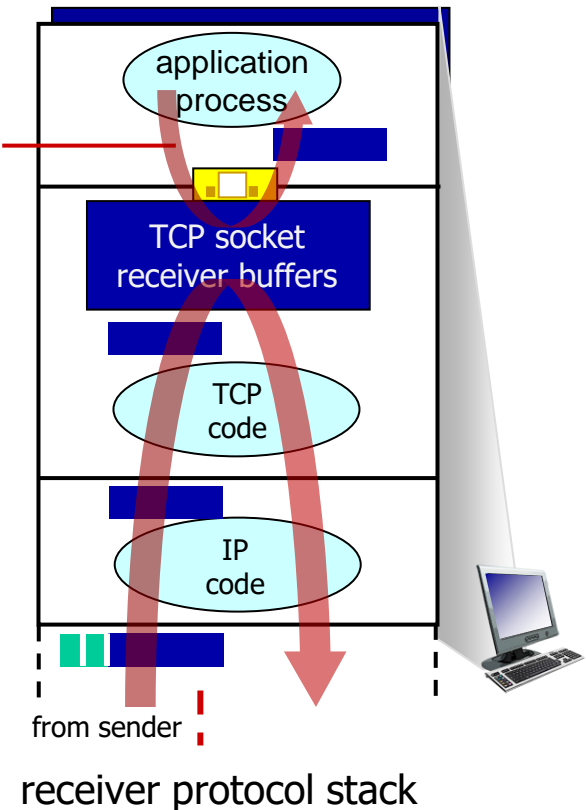 application
process
TCP socket
receiver buffers
TCP
code
IP
code
from sender
receiver protocol stack